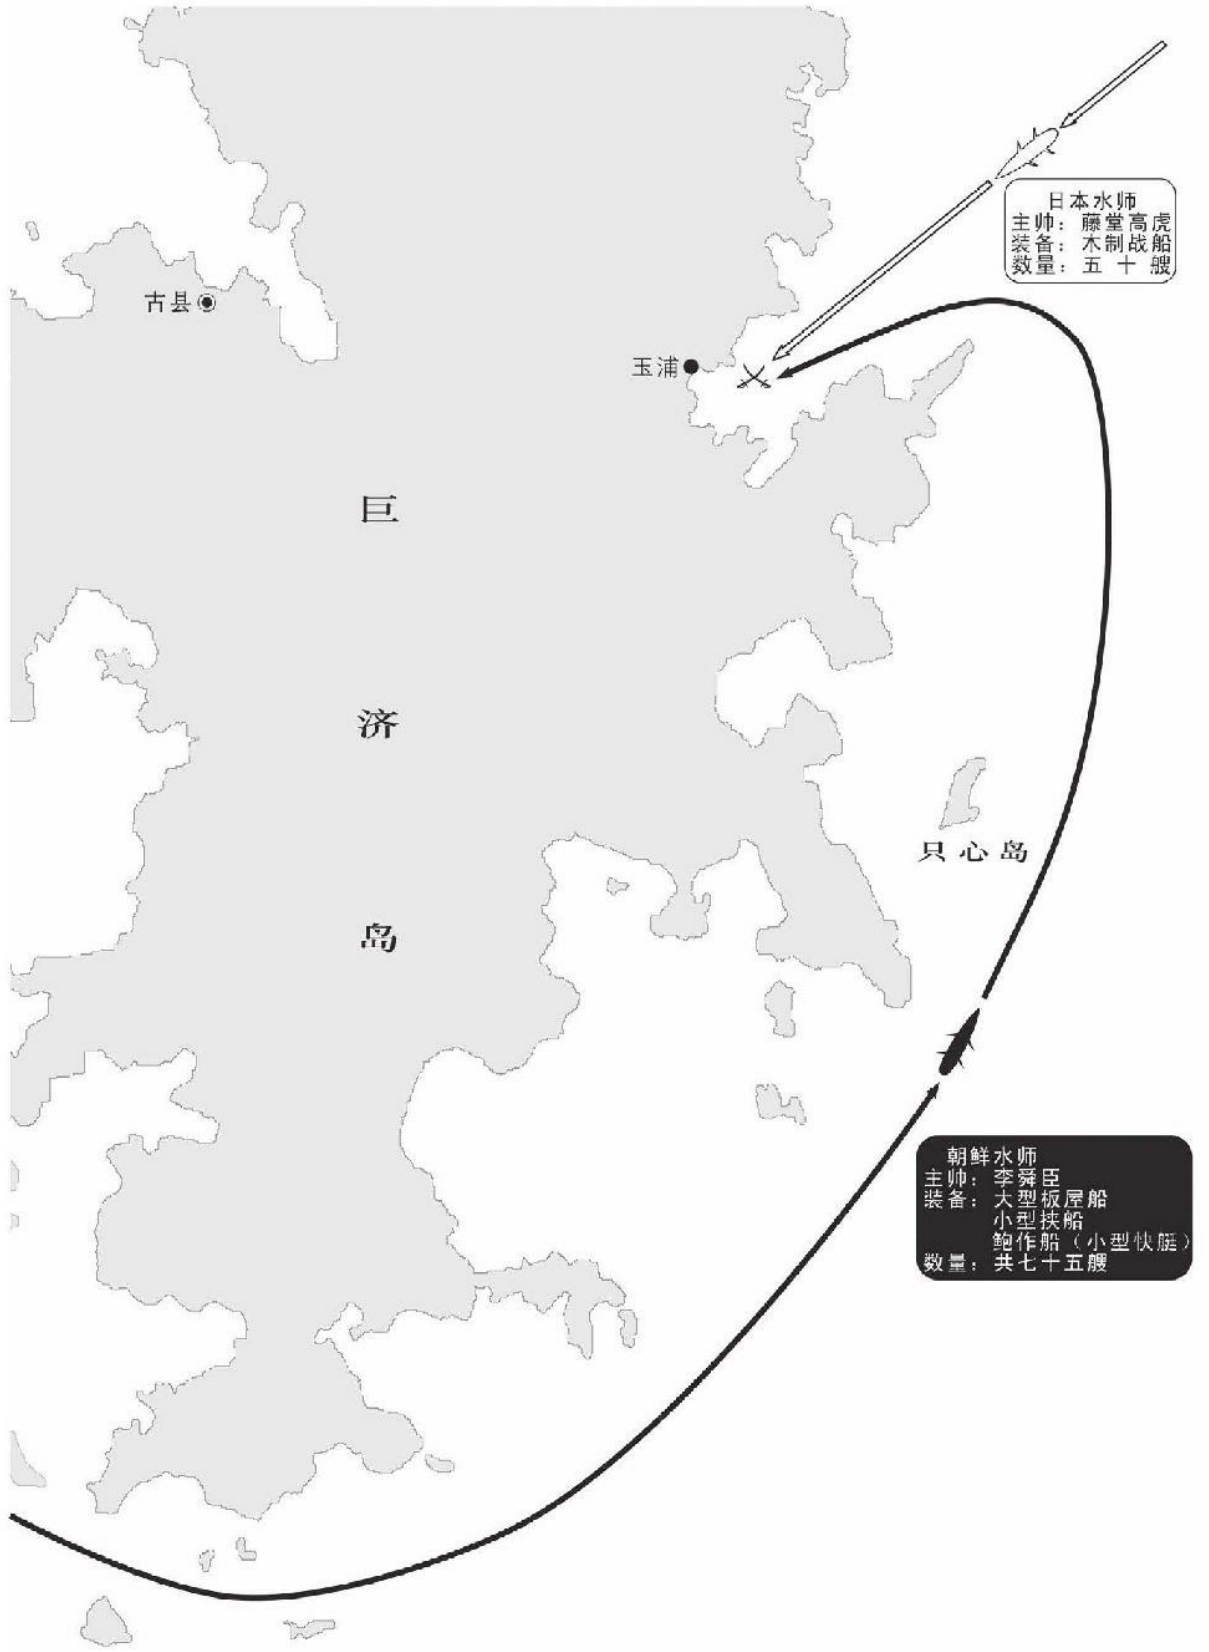 日本水师
主帅：藤堂高虎
装备：木制战船
数量：五十艘
古县
玉浦
巨
济
岛
只心岛
朝鲜水师
主帅：李舜臣
装备：大型板屋船
小型挟船
鲍作船（小型快艇）
数量：共七十五艘